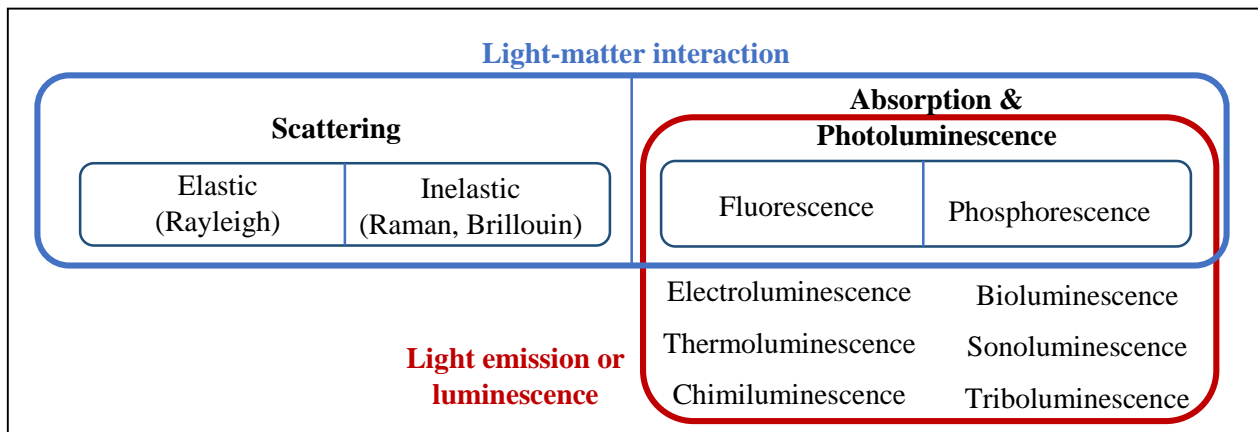 Light-matter interaction
Scattering
Absorption &
Photoluminescence
Elastic
(Rayleigh)
Inelastic
(Raman, Brillouin)
Fluorescence
Phosphorescence
Electroluminescence
Bioluminescence
Thermoluminescence
Sonoluminescence
Chimiluminescence
Triboluminescence
Light emission or
luminescence